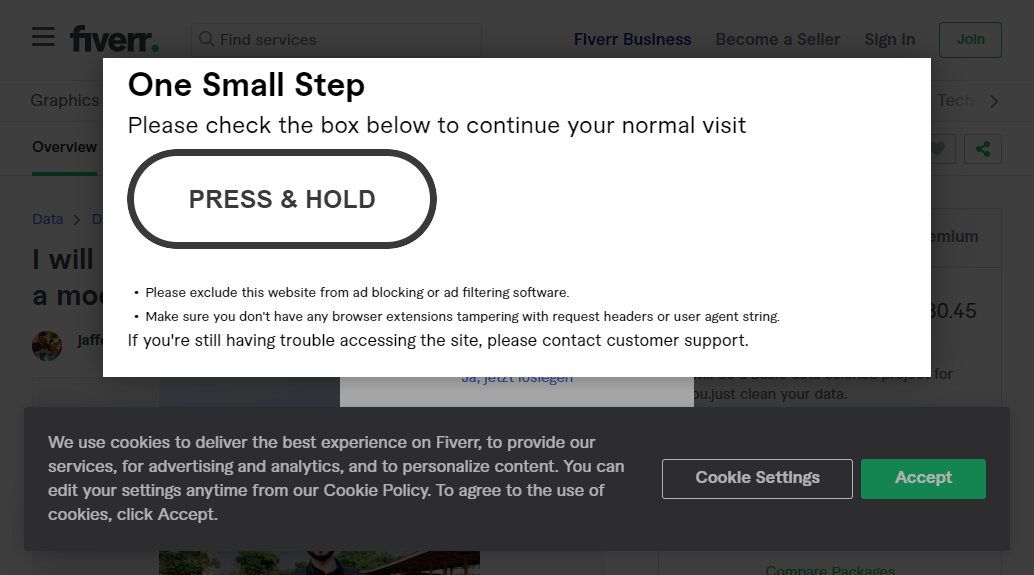 fiverr.
Find services
Fiverr Business
Become a Seller
Sign In
Join
One Small Step
Graphics
Tech
Please check the box below to continue your normal visit
Overview
PRESS & HOLD
Data
I will
a
Please exclude this website from ad blocking or ad filtering software.
Make sure you don't have any browser extensions tampering with request headers or user agent string.
If you're still having trouble accessing the site, please contact customer support.
Ja, jetzt loslegen
for
just clean your data.
We use cookies to deliver the best experience on Fiverr, to provide our
services, for advertising and analytics, and to personalize content. You can
edit your settings anytime from our Cookie Policy. To agree to the use of
cookies, click Accept.
Cookie Settings
Accept
Compare Packages